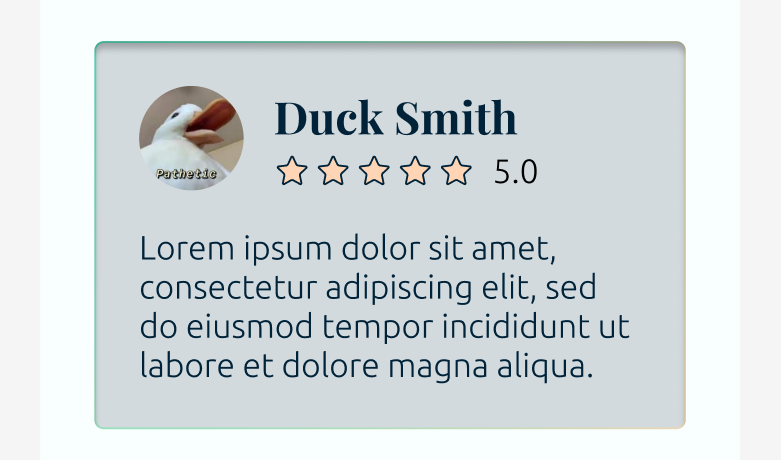 Duck Smith
Pathetic
5.0
Lorem ipsum dolor sit amet,
consectetur adipiscing elit, sed
do eiusmod tempor incididunt ut
labore et dolore magna aliqua.